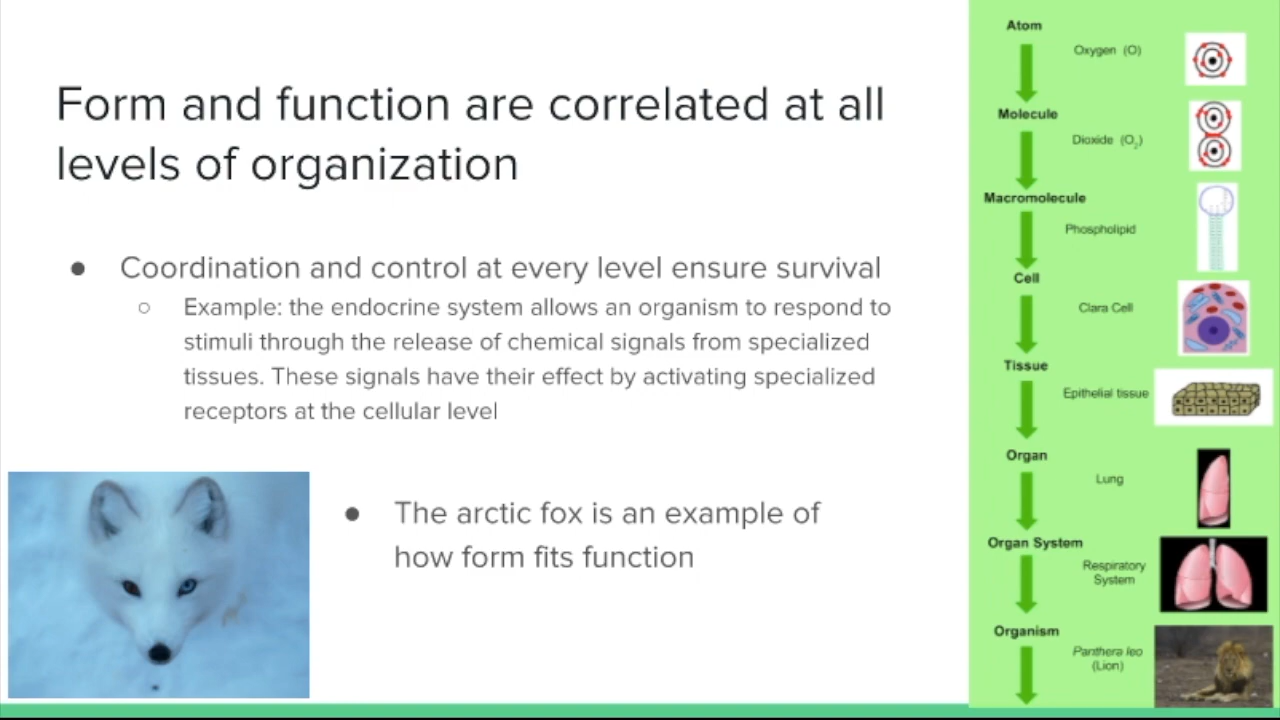 Form and function are correlated at all
levels of organization
● Coordination and control at every level ensure survival
○ Example: the endocrine system allows an organism to respond to
stimuli through the release of chemical signals from specialized
tissues. These signals have their effect by activating specialized
receptors at the cellular level
● The arctic fox is an example of
how form fits function
Atom
Oxygen (O)
Molecule
Dioxide (O₂)
Macromolecule
Phospholipid
Cell
Clara Cell
Tissue
Epithelial tissue
Organ
Lung
Organ System
Respiratory
System
Organism
Panthera leo
(Lion)